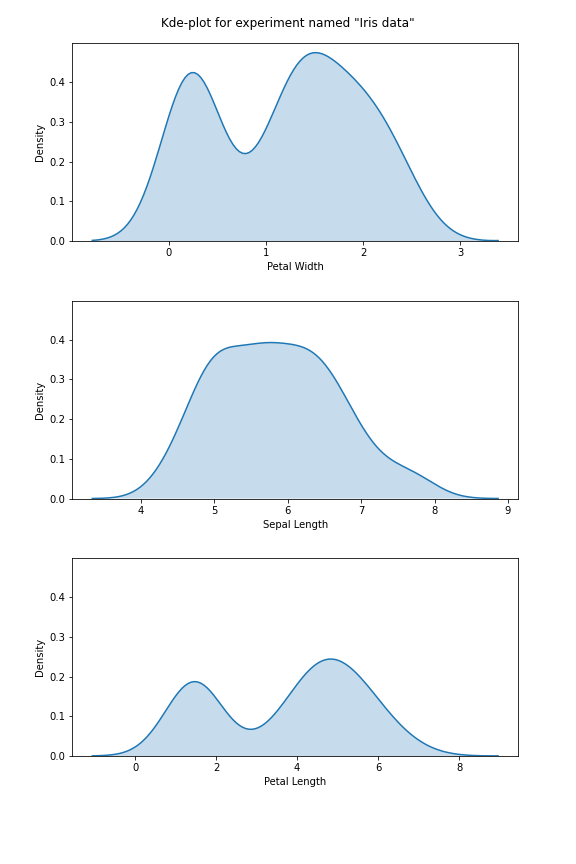 Kde-plot for experiment named "Iris data"
0.4
0.3
0.2
0.1
0.0
Density
0 1 2 3
Petal Width
0.4
0.3
0.2
0.1
0.0
Density
4 5 6 7 8 9
Sepal Length
0.4
0.3
0.2
0.1
0.0
Density
0 2 4 6 8
Petal Length